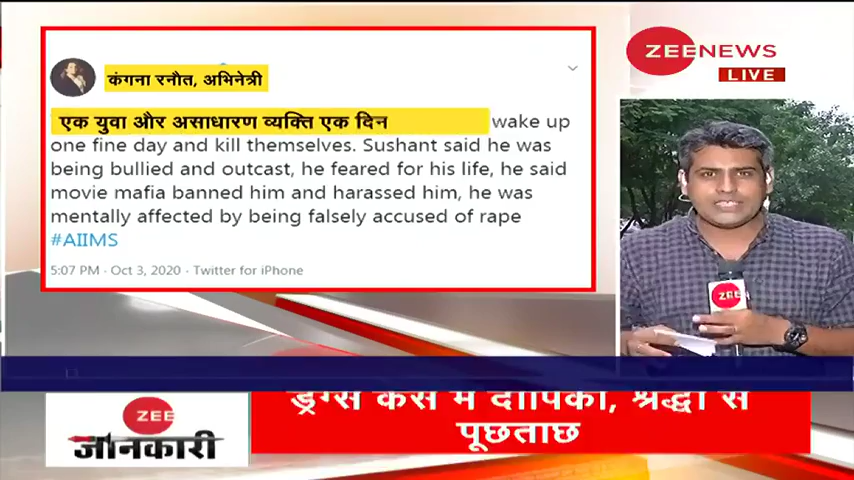 कंगना रनौत, अभिनेत्री
एक युवा और असाधारण व्यक्ति एक दिन wake up
one fine day and kill themselves. Sushant said he was
being bullied and outcast, he feared for his life, he said
movie mafia banned him and harassed him, he was
mentally affected by being falsely accused of rape
#AIIMS
5:07 PM · Oct 3, 2020 · Twitter for iPhone
ZEE NEWS
LIVE
ZEE
ZEE
जानकारी
ड्रग्स केस में दीपिका, श्रद्धा से
पूछताछ